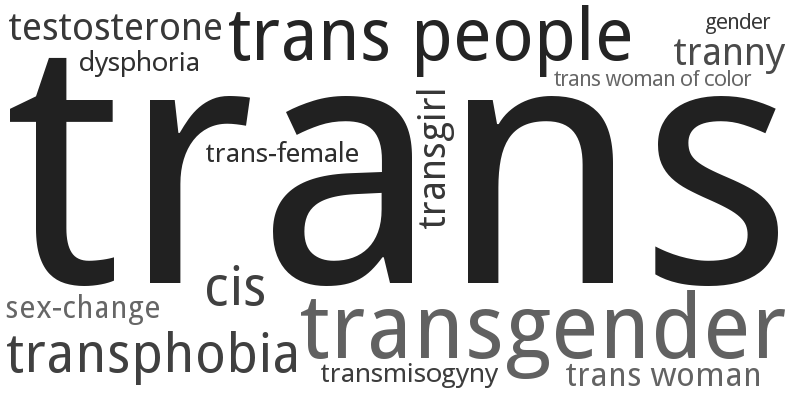 testosterone
trans people
gender
dysphoria
tranny
trans woman of color
trans
trans-female
transgirl
cis
sex-change
transgender
transphobia
transmisogyny
trans woman